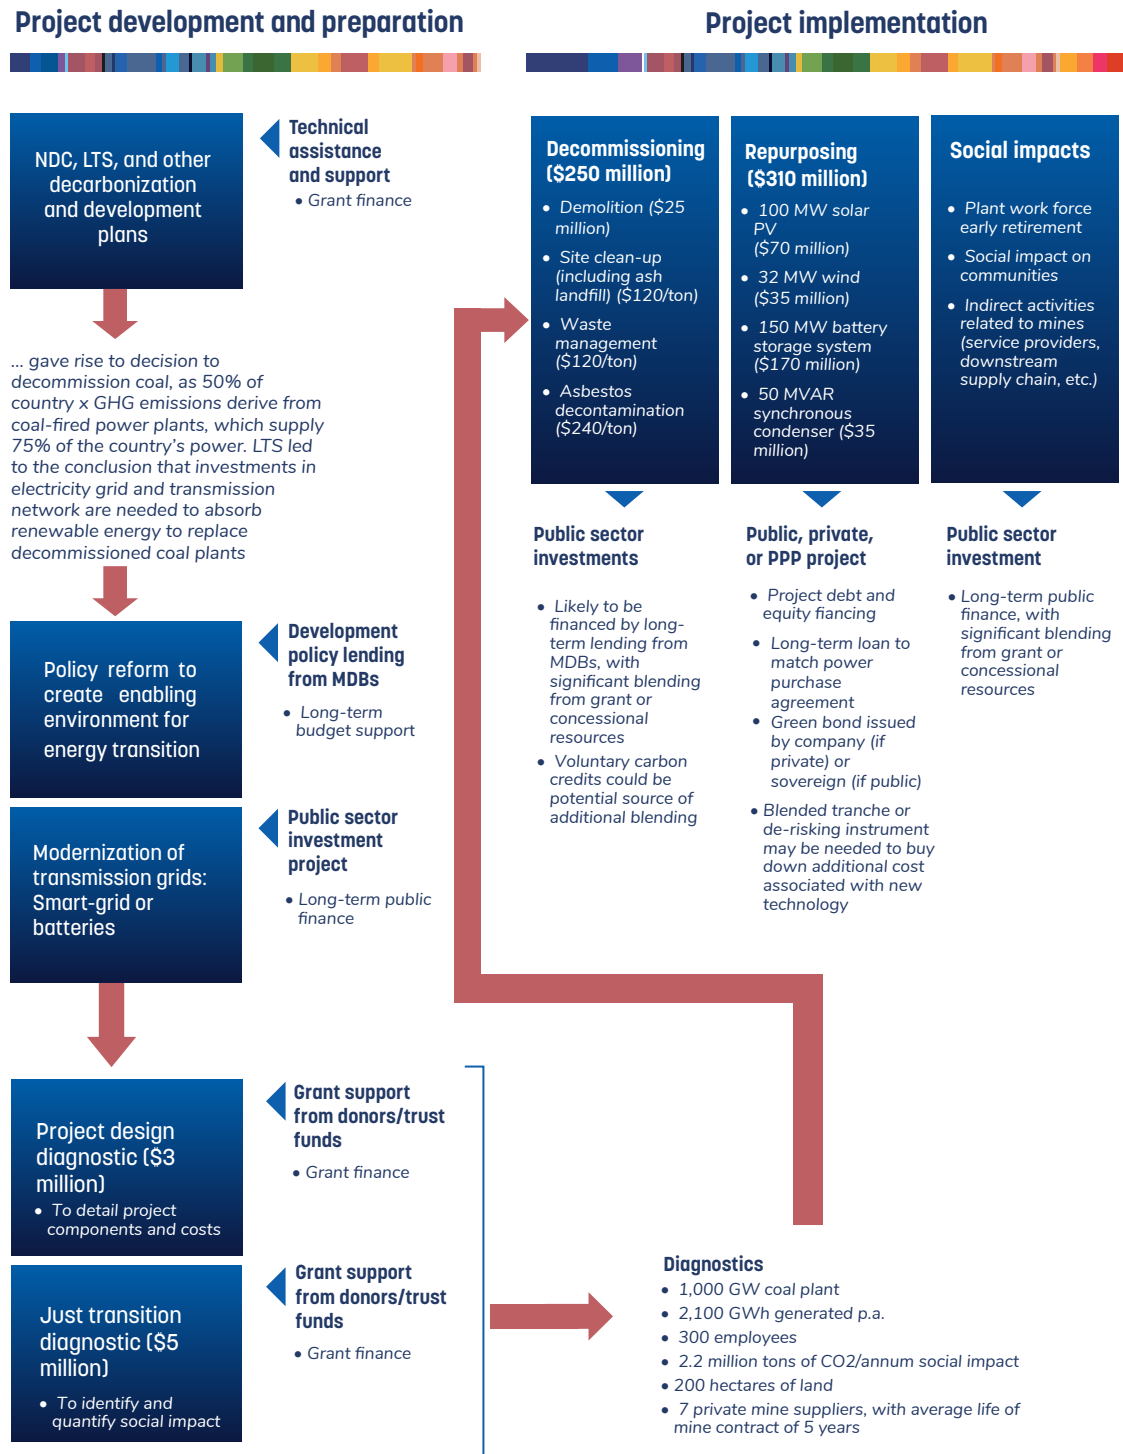 Project development and preparation
NDC, LTS, and other
decarbonization
and development
plans
Technical
assistance
and support
• Grant finance
... gave rise to decision to
decommission coal, as 50% of
country x GHG emissions derive from
coal-fired power plants, which supply
75% of the country's power. LTS led
to the conclusion that investments in
electricity grid and transmission
network are needed to absorb
renewable energy to replace
decommissioned coal plants
Policy reform to
create enabling
environment for
energy transition
Development
policy lending
from MDBs
• Long-term
budget support
Modernization of
transmission grids:
Smart-grid or
batteries
Public sector
investment
project
• Long-term public
finance
Project design
diagnostic ($3
million)
• To detail project
components and costs
Grant support
from donors/trust
funds
• Grant finance
Just transition
diagnostic ($5
million)
• To identify and
quantify social impact
Grant support
from donors/trust
funds
• Grant finance
Diagnostics
• 1,000 GW coal plant
• 2,100 GWh generated p.a.
• 300 employees
• 2.2 million tons of CO2/annum social impact
• 200 hectares of land
• 7 private mine suppliers, with average life of
mine contract of 5 years
Project implementation
Decommissioning
($250 million)
• Demolition ($25
million)
• Site clean-up
(including ash
landfill) ($120/ton)
• Waste
management
($120/ton)
• Asbestos
decontamination
($240/ton)
Public sector
investments
• Likely to be
financed by long-
term lending from
MDBs, with
significant blending
from grant or
concessional
resources
• Voluntary carbon
credits could be
potential source of
additional blending
Repurposing
($310 million)
• 100 MW solar
PV
($70 million)
• 32 MW wind
($35 million)
• 150 MW battery
storage system
($170 million)
• 50 MVAR
synchronous
condenser ($35
million)
Public, private,
or PPP project
• Project debt and
equity fiancing
• Long-term loan to
match power
purchase
agreement
• Green bond issued
by company (if
private) or
sovereign (if public)
• Blended tranche or
de-risking instrument
may be needed to buy
down additional cost
associated with new
technology
Social impacts
• Plant work force
early retirement
• Social impact on
communities
• Indirect activities
related to mines
(service providers,
downstream
supply chain, etc.)
Public sector
investment
• Long-term public
finance, with
significant blending
from grant or
concessional
resources